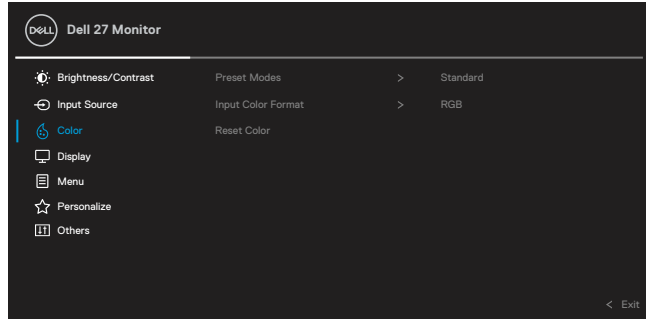 DELL Dell 27 Monitor
Brightness/Contrast Preset Modes > Standard
Input Source Input Color Format > RGB
Color Reset Color
Display
Menu
Personalize
Others
< Exit